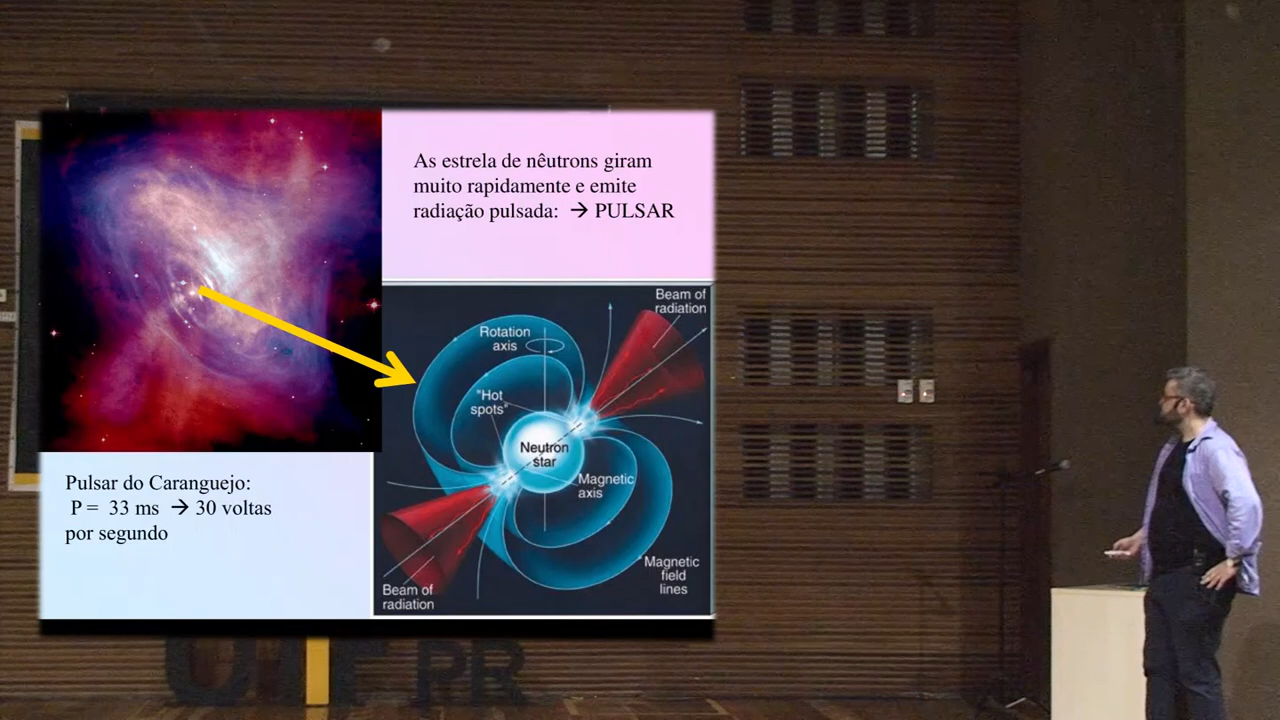 As estrela de nêutrons giram
muito rapidamente e emite
radiação pulsada: → PULSAR
Pulsar do Caranguejo:
P = 33 ms → 30 voltas
por segundo
Beam of
radiation
Rotation
axis
"Hot
spots"
Neutron
star
Magnetic
axis
Magnetic
field
lines
Beam of
radiation
UTFPR